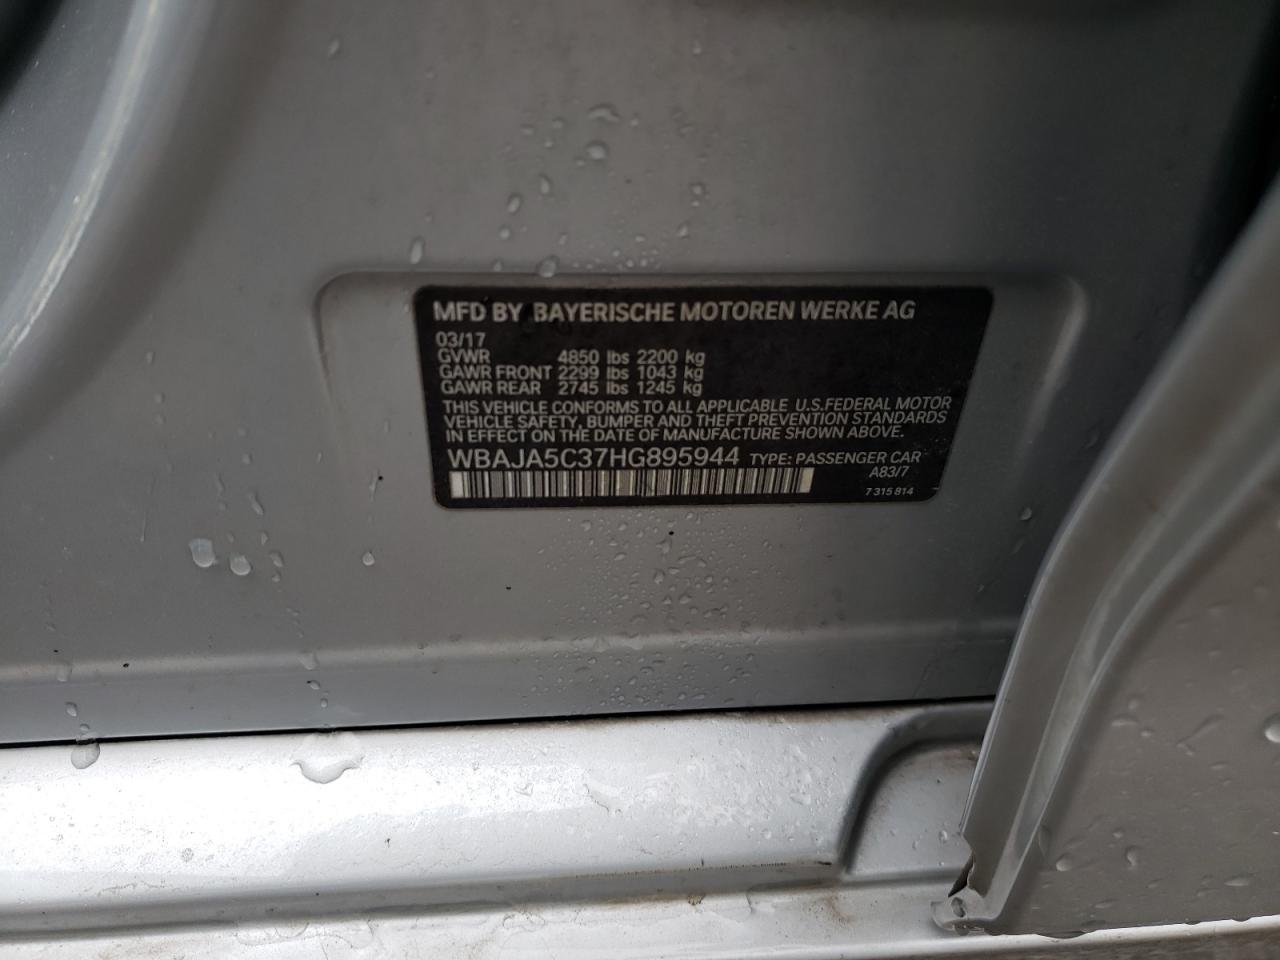 MFD BY BAYERISCHE MOTOREN WERKE AG
03/17
GVWR 4850 lbs 2200 kg
GAWR FRONT 2299 lbs 1043 kg
GAWR REAR 2745 lbs 1245 kg
THIS VEHICLE CONFORMS TO ALL APPLICABLE U.S.FEDERAL MOTOR
VEHICLE SAFETY, BUMPER AND THEFT PREVENTION STANDARDS
IN EFFECT ON THE DATE OF MANUFACTURE SHOWN ABOVE.
WBAJA5C37HG895944 TYPE: PASSENGER CAR
A83/7
7 315 814